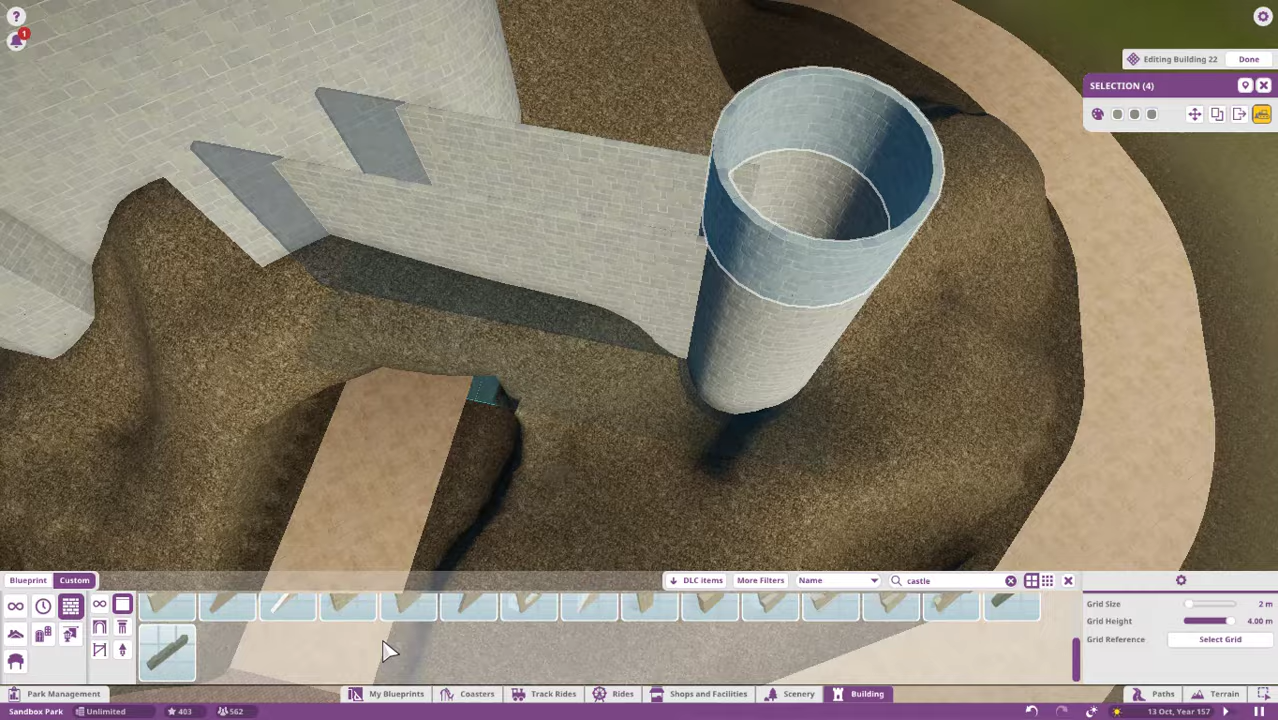 ?
1
Editing Building 22 Done
SELECTION (4)
Blueprint Custom
DLC items More Filters Name castle
Grid Size 2 m
Grid Height 4.00 m
Grid Reference Select Grid
Park Management My Blueprints Coasters Track Rides Rides Shops and Facilities Scenery Building Paths Terrain
Sandbox Park Unlimited 403 562 13 Oct, Year 157